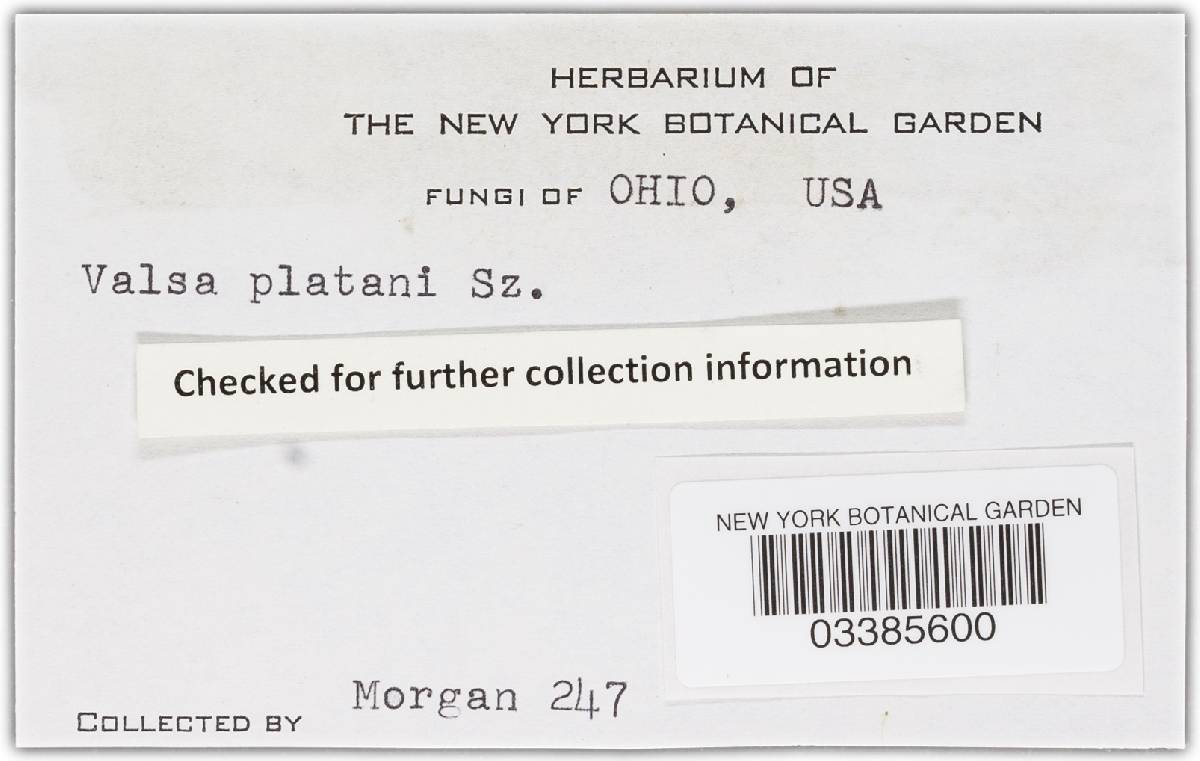 HERBARIUM OF
THE NEW YORK BOTANICAL GARDEN
FUNGI OF OHIO, USA
Valsa platani Sz.
Checked for further collection information
NEW YORK BOTANICAL GARDEN
03385600
Morgan 247
COLLECTED BY